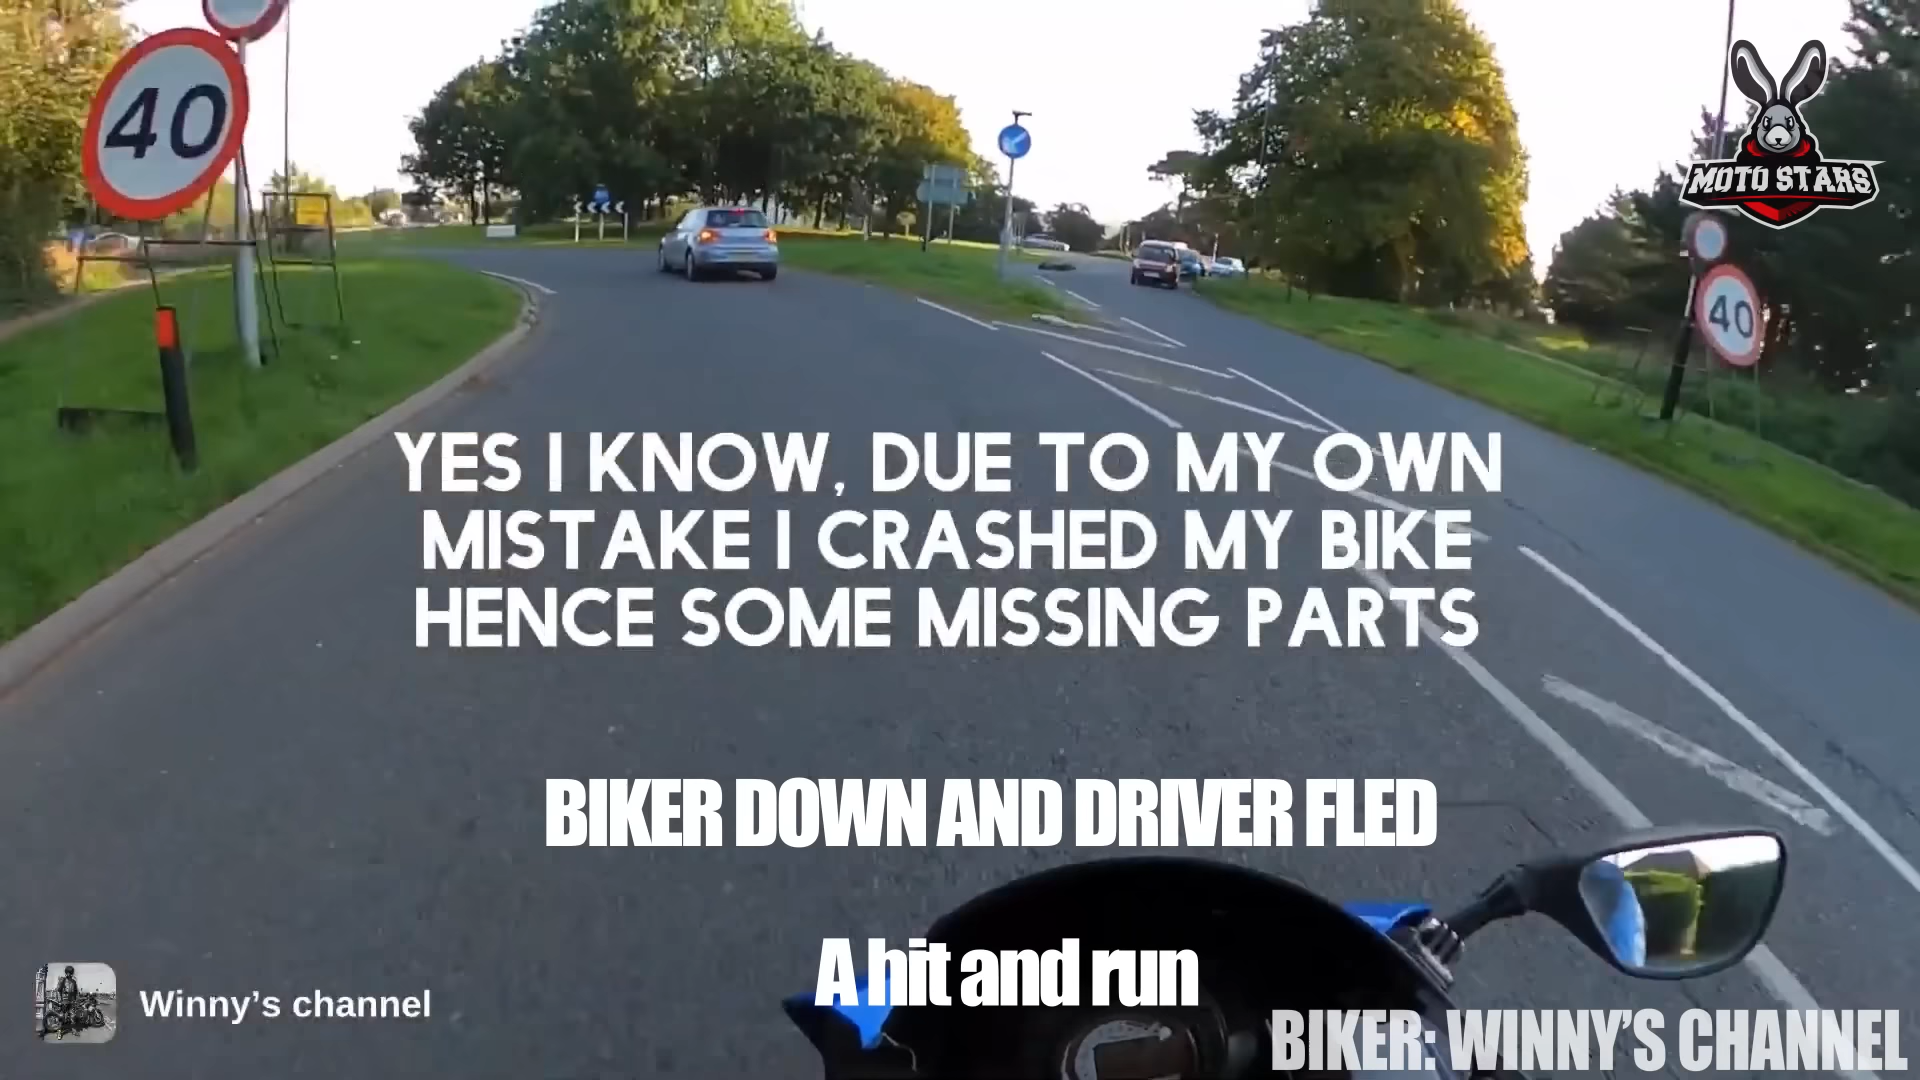 40
MOTO STARS
40
YES I KNOW, DUE TO MY OWN
MISTAKE I CRASHED MY BIKE
HENCE SOME MISSING PARTS
BIKER DOWN AND DRIVER FLED
A hit and run
Winny's channel
BIKER: WINNY'S CHANNEL